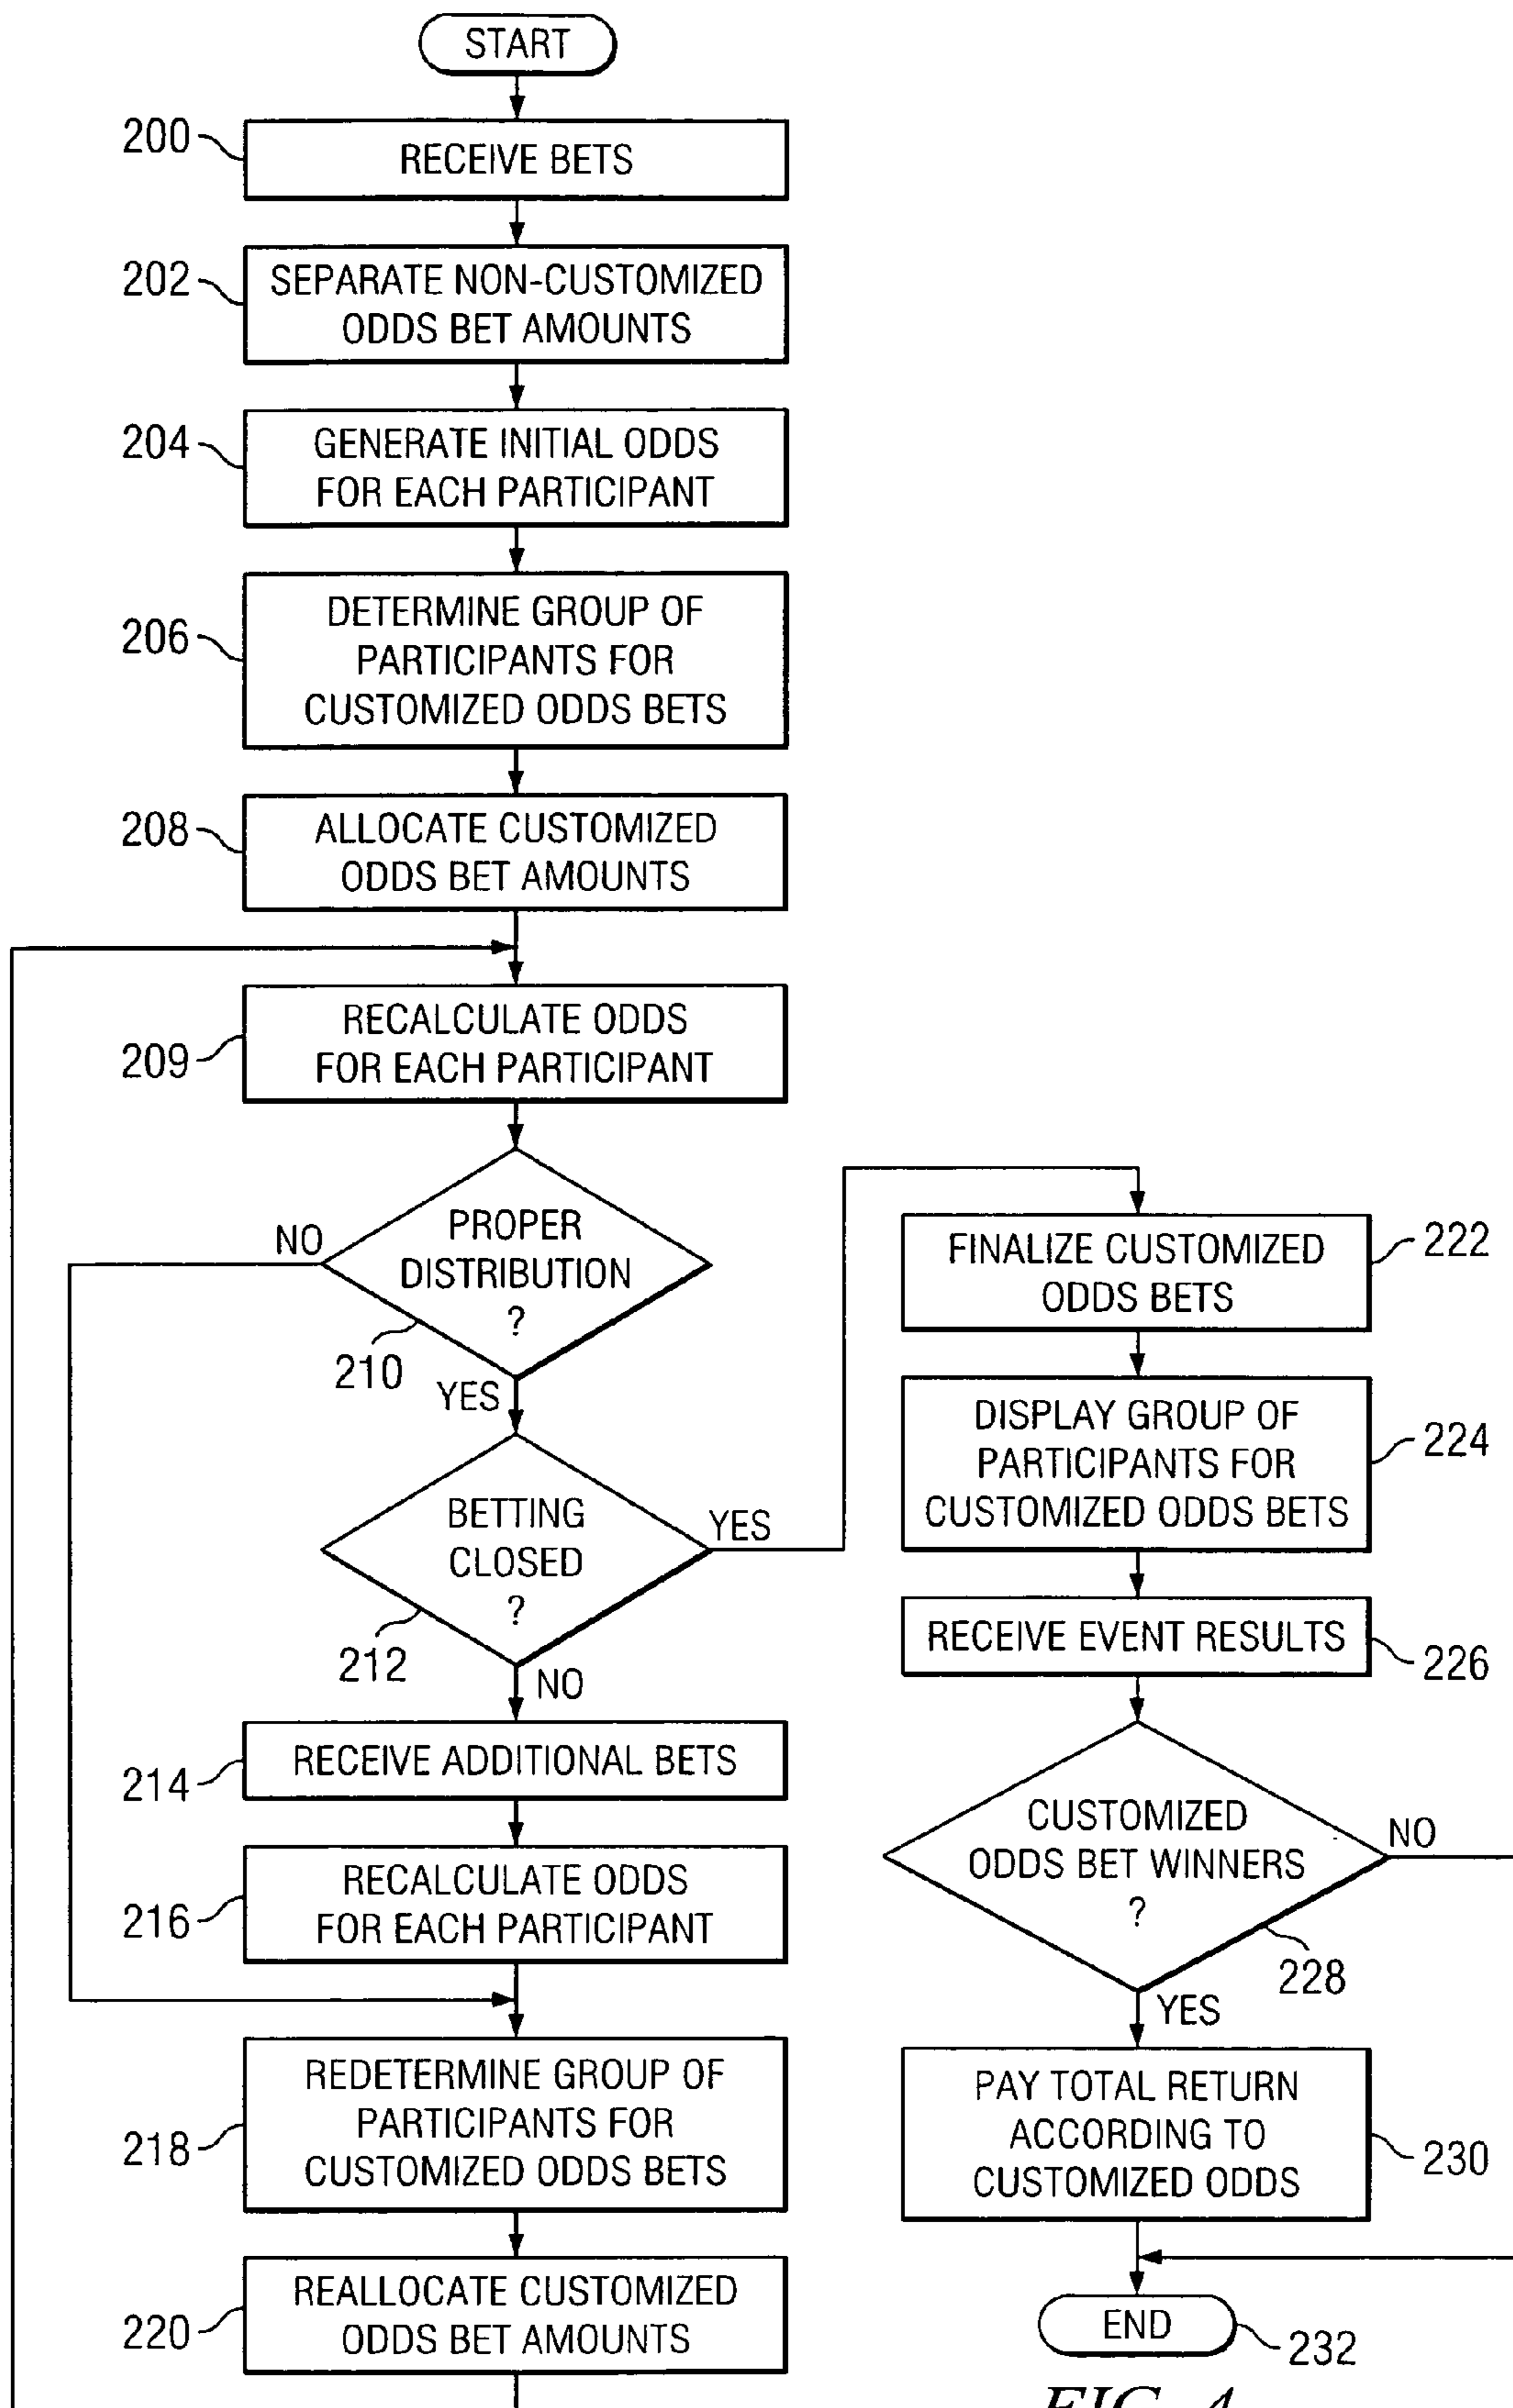 START
200
RECEIVE BETS
202
SEPARATE NON-CUSTOMIZED
ODDS BET AMOUNTS
204
GENERATE INITIAL ODDS
FOR EACH PARTICIPANT
206
DETERMINE GROUP OF
PARTICIPANTS FOR
CUSTOMIZED ODDS BETS
208
ALLOCATE CUSTOMIZED
ODDS BET AMOUNTS
209
RECALCULATE ODDS
FOR EACH PARTICIPANT
NO
PROPER
DISTRIBUTION
?
210
YES
BETTING
CLOSED
?
YES
212
NO
214
RECEIVE ADDITIONAL BETS
216
RECALCULATE ODDS
FOR EACH PARTICIPANT
218
REDETERMINE GROUP OF
PARTICIPANTS FOR
CUSTOMIZED ODDS BETS
220
REALLOCATE CUSTOMIZED
ODDS BET AMOUNTS
FINALIZE CUSTOMIZED
ODDS BETS
222
DISPLAY GROUP OF
PARTICIPANTS FOR
CUSTOMIZED ODDS BETS
224
RECEIVE EVENT RESULTS
226
CUSTOMIZED
ODDS BET WINNERS
?
NO
228
YES
PAY TOTAL RETURN
ACCORDING TO
CUSTOMIZED ODDS
230
END
232
FIG. 4